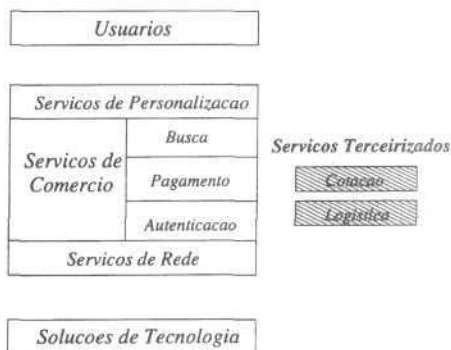 Usuarios
Servicos de Personalizacao
Servicos de
Comercio
Busca
Pagamento
Autenticacao
Servicos de Rede
Servicos Terceirizados
Cotacao
Logistica
Solucoes de Tecnologia